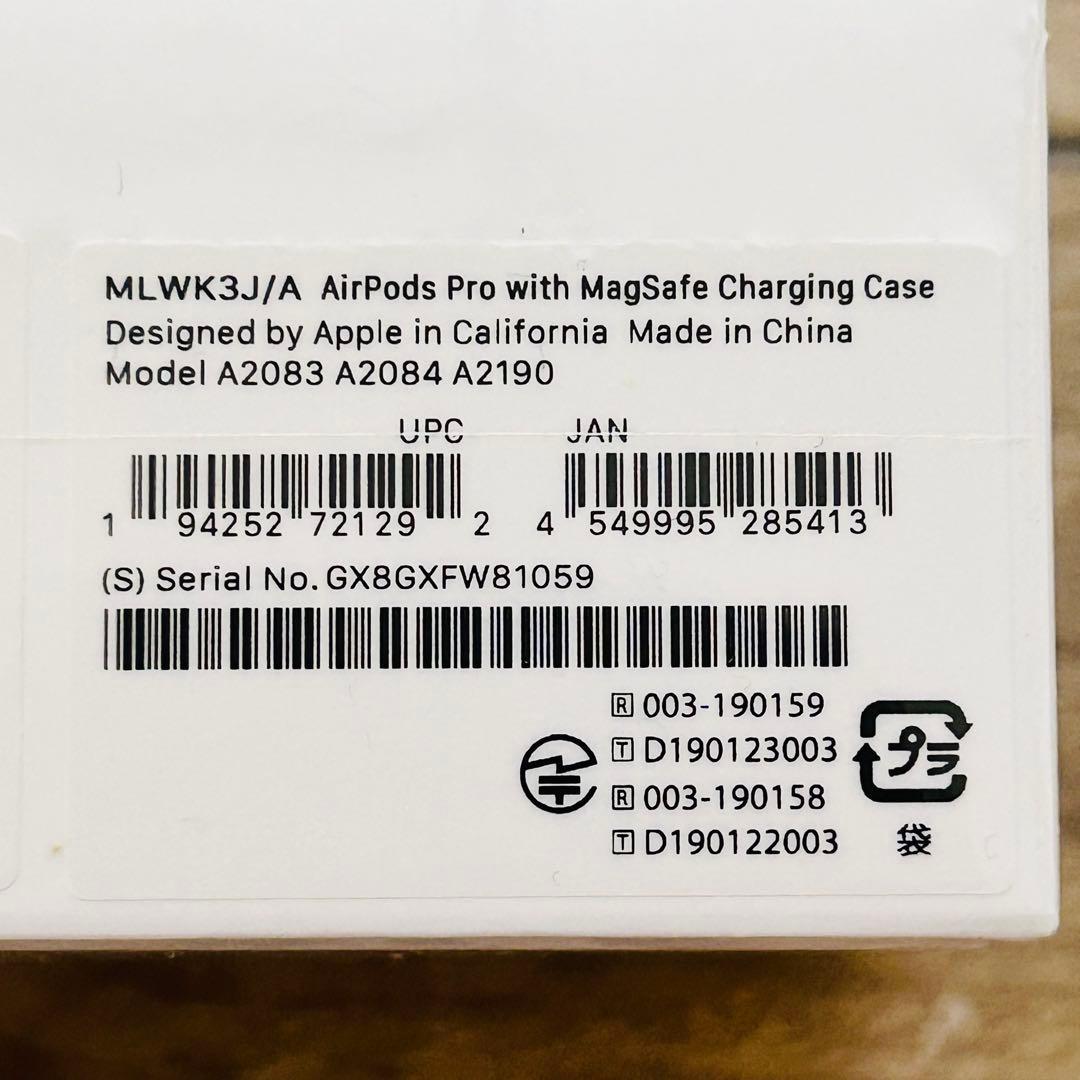 MLWK3J/A AirPods Pro with MagSafe Charging Case
Designed by Apple in California Made in China
Model A2083 A2084 A2190
UPC JAN
1 94252 72129 2 4 549995 285413
(S) Serial No. GX8GXFW81059
R 003-190159
T D190123003
R 003-190158
T D190122003
プラ
袋